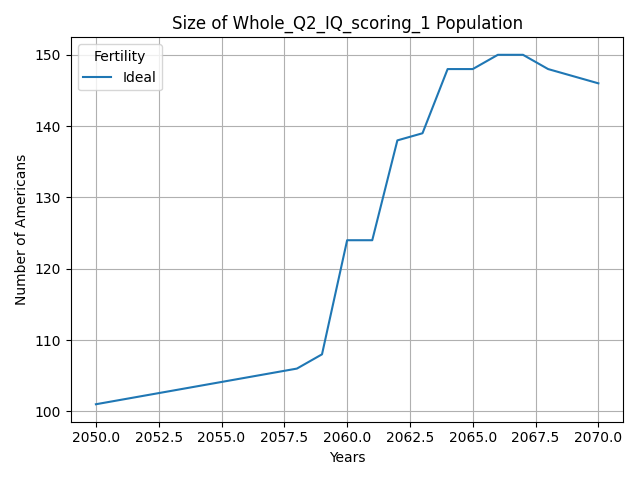 Size of Whole_Q2_IQ_scoring_1 Population
Fertility
Ideal
150
140
130
120
110
100
Number of Americans
2050.0 2052.5 2055.0 2057.5 2060.0 2062.5 2065.0 2067.5 2070.0
Years